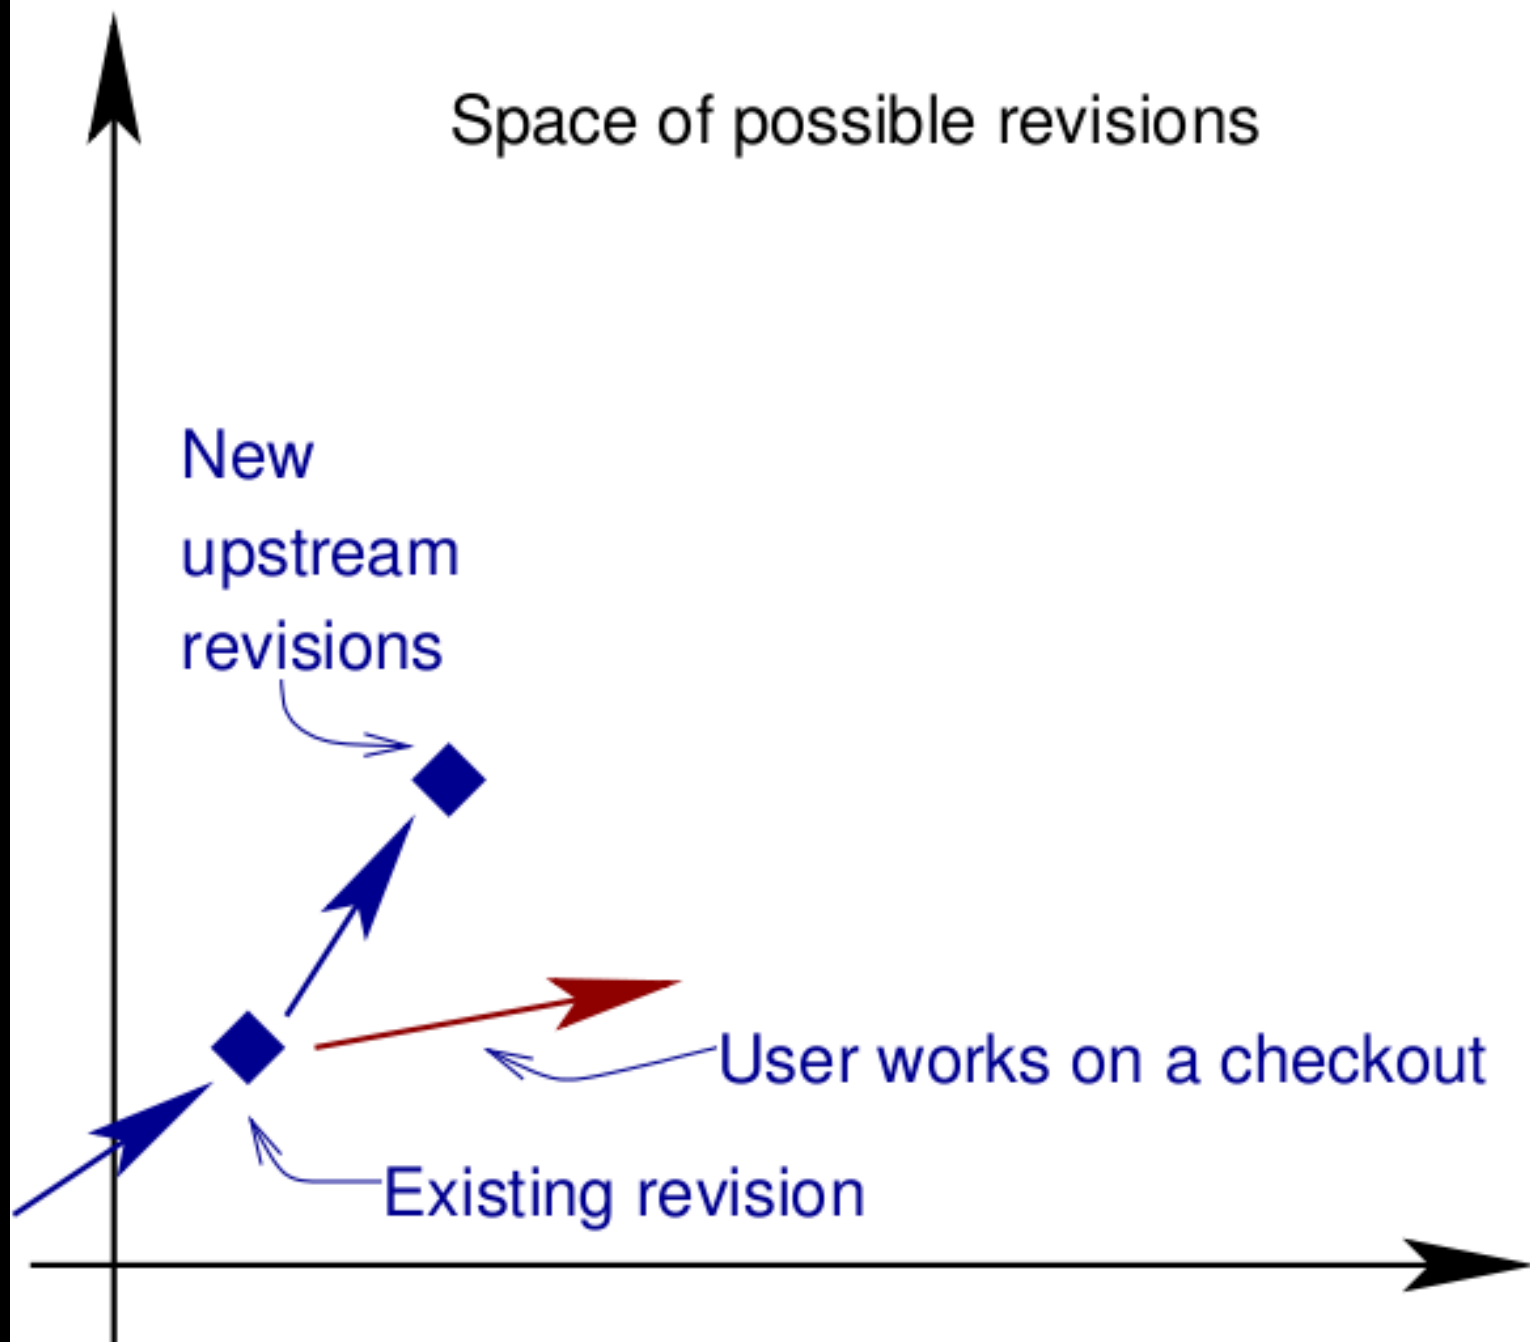 Space of possible revisions
New
upstream
revisions
User works on a checkout
Existing revision